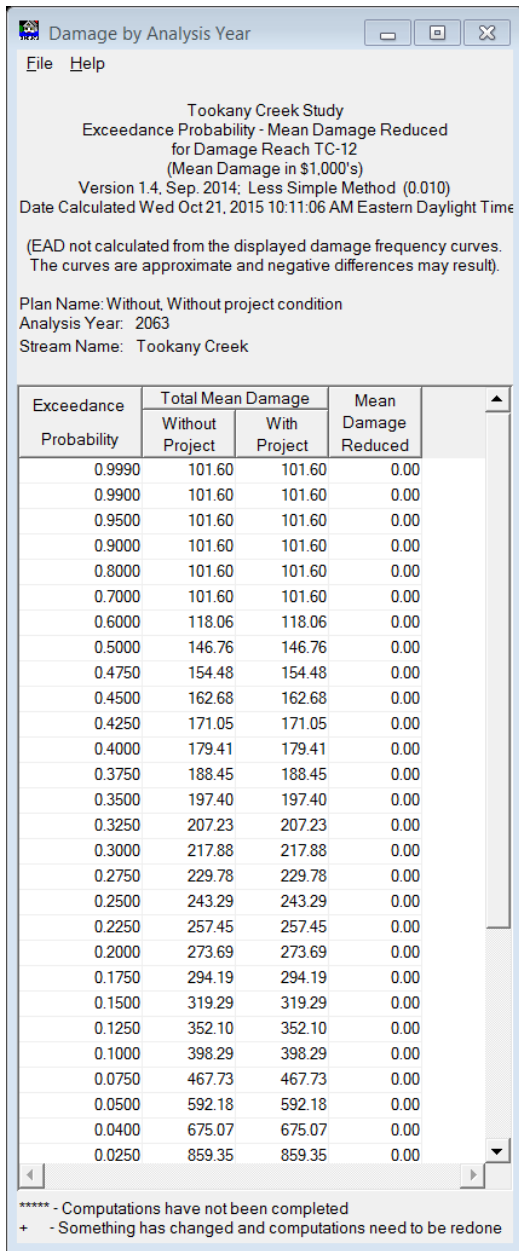 Damage by Analysis Year
File Help
Tookany Creek Study
Exceedance Probability - Mean Damage Reduced
for Damage Reach TC-12
(Mean Damage in $1,000's)
Version 1.4, Sep. 2014; Less Simple Method (0.010)
Date Calculated Wed Oct 21, 2015 10:11:06 AM Eastern Daylight Time
(EAD not calculated from the displayed damage frequency curves.
The curves are approximate and negative differences may result).
Plan Name: Without, Without project condition
Analysis Year: 2063
Stream Name: Tookany Creek
Exceedance Probability Total Mean Damage Mean Damage Reduced
Without Project With Project
0.9990 101.60 101.60 0.00
0.9900 101.60 101.60 0.00
0.9500 101.60 101.60 0.00
0.9000 101.60 101.60 0.00
0.8000 101.60 101.60 0.00
0.7000 101.60 101.60 0.00
0.6000 118.06 118.06 0.00
0.5000 146.76 146.76 0.00
0.4750 154.48 154.48 0.00
0.4500 162.68 162.68 0.00
0.4250 171.05 171.05 0.00
0.4000 179.41 179.41 0.00
0.3750 188.45 188.45 0.00
0.3500 197.40 197.40 0.00
0.3250 207.23 207.23 0.00
0.3000 217.88 217.88 0.00
0.2750 229.78 229.78 0.00
0.2500 243.29 243.29 0.00
0.2250 257.45 257.45 0.00
0.2000 273.69 273.69 0.00
0.1750 294.19 294.19 0.00
0.1500 319.29 319.29 0.00
0.1250 352.10 352.10 0.00
0.1000 398.29 398.29 0.00
0.0750 467.73 467.73 0.00
0.0500 592.18 592.18 0.00
0.0400 675.07 675.07 0.00
0.0250 859.35 859.35 0.00
***** - Computations have not been completed
+ - Something has changed and computations need to be redone